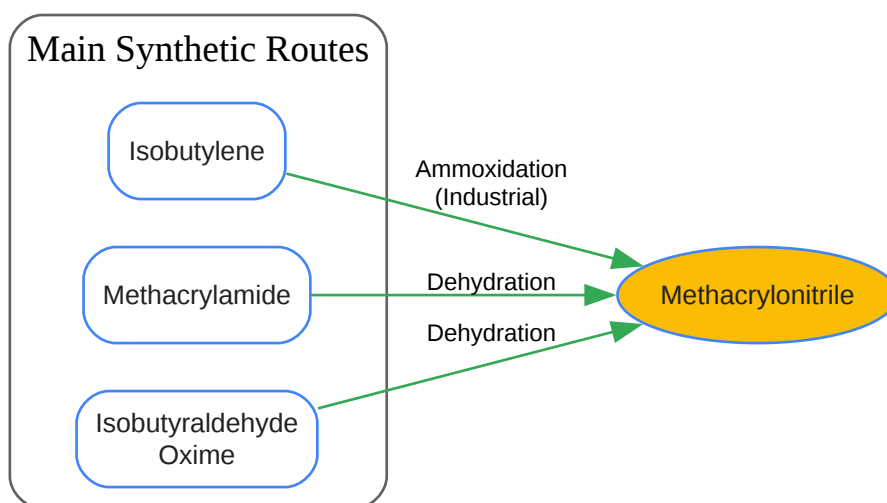 Main Synthetic Routes
Isobutylene
Ammoxidation
(Industrial)
Methacrylamide
Dehydration
Methacrylonitrile
Dehydration
Isobutyraldehyde
Oxime